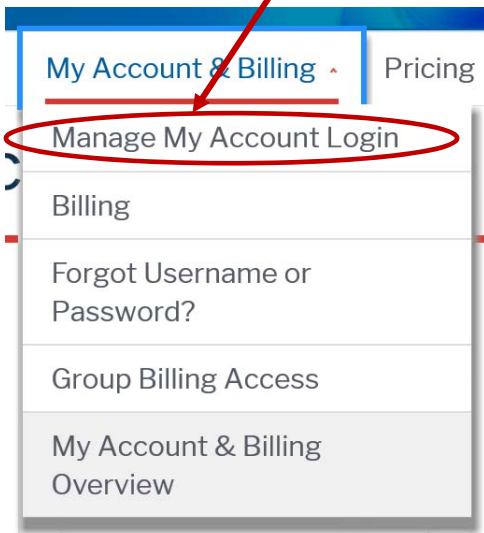 My Account & Billing
Pricing
Manage My Account Login
Billing
Forgot Username or
Password?
Group Billing Access
My Account & Billing
Overview